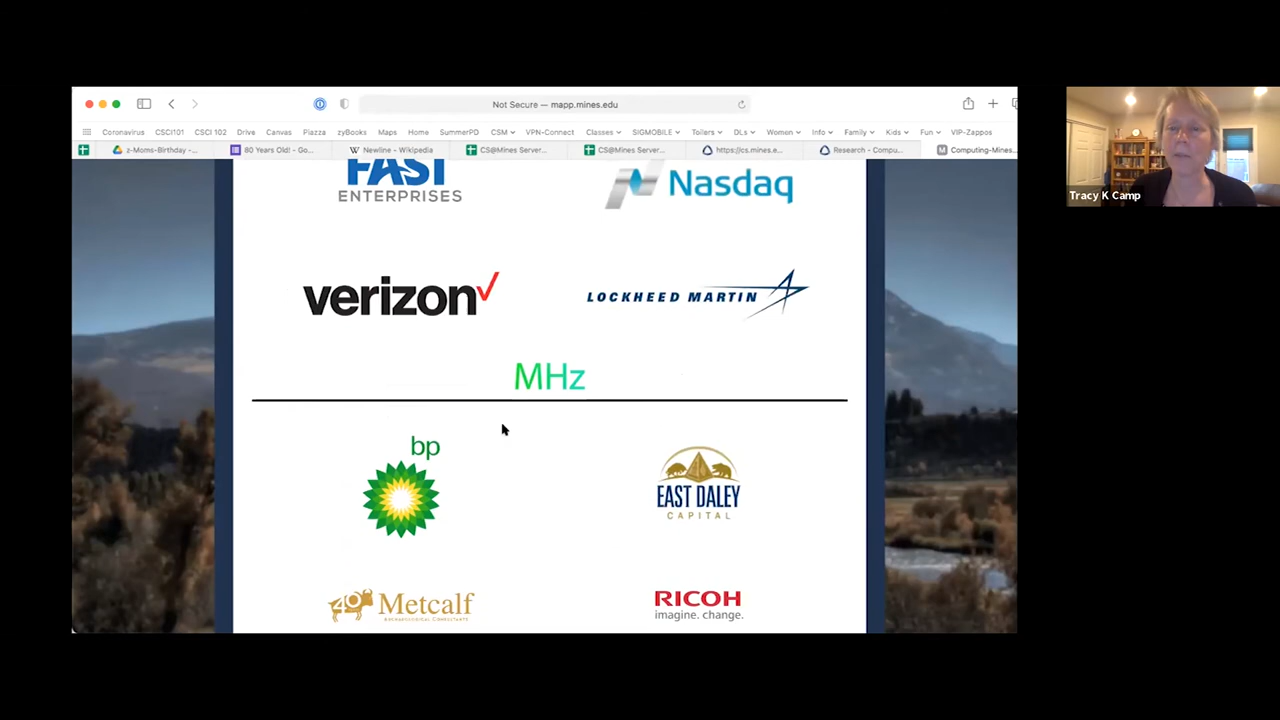 Not Secure — mapp.mines.edu
Coronavirus CSCI101 CSCI 102 Drive Canvas Piazza zyBooks Maps Home SummerPD CSM VPN-Connect Classes SIGMOBILE Toilers DLs Women Info Family Kids Fun VIP-Zappos
z-Moms-Birthday -... 80 Years Old! - Go... W Newline - Wikipedia CS@Mines Server... CS@Mines Server... https://cs.mines.e... Research - Compu... M Computing-Mines...
Tracy K Camp
FAST
ENTERPRISES
Nasdaq
verizon
LOCKHEED MARTIN
MHz
bp
EAST DALEY
CAPITAL
40 Metcalf
ARCHAEOLOGICAL CONSULTANTS
RICOH
imagine. change.